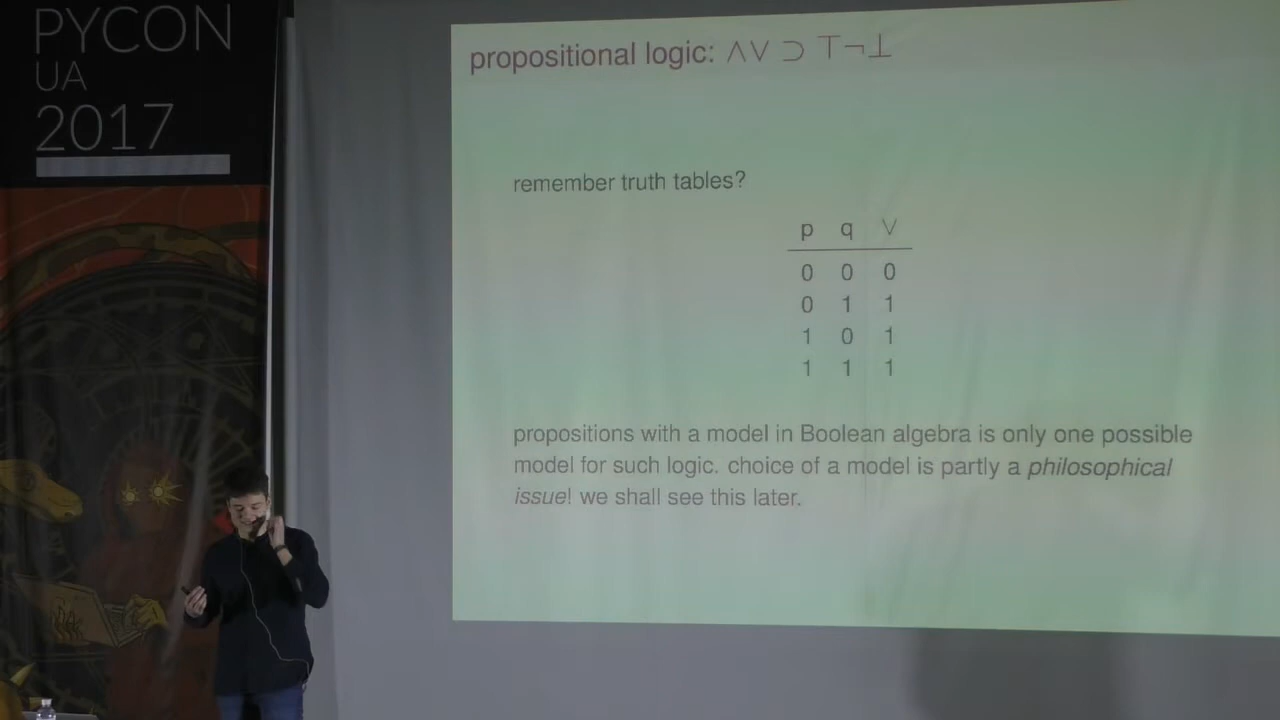 PYCON
UA
2017
propositional logic: ∧∨ ⊃ ⊤¬⊥
remember truth tables?
p q ∨
0 0 0
0 1 1
1 0 1
1 1 1
propositions with a model in Boolean algebra is only one possible
model for such logic. choice of a model is partly a philosophical
issue! we shall see this later.